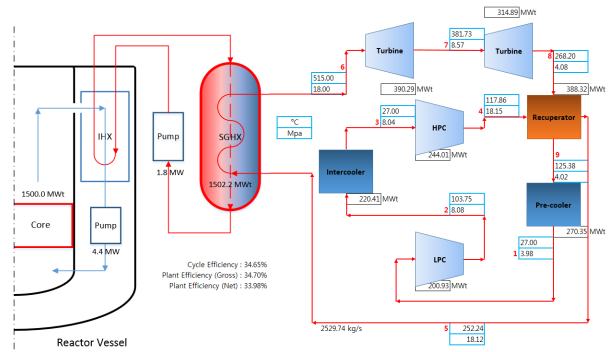 314.89 MWt
381.73
7 8.57
Turbine
Turbine
8 268.20
4.08
6
515.00
18.00
390.29 MWt
388.32 MWt
27.00
3 8.04
HPC
4 117.86
18.15
Recuperator
°C
Mpa
244.01 MWt
IHX
Pump
1.8 MW
SGHX
1502.2 MWt
Intercooler
220.41 MWt
9
125.38
4.02
1500.0 MWt
Core
Pump
4.4 MW
103.75
2 8.08
Pre-cooler
270.35 MWt
LPC
200.93 MWt
27.00
1 3.98
Cycle Efficiency : 34.65%
Plant Efficiency (Gross) : 34.70%
Plant Efficiency (Net) : 33.98%
2529.74 kg/s
5 252.24
18.12
Reactor Vessel